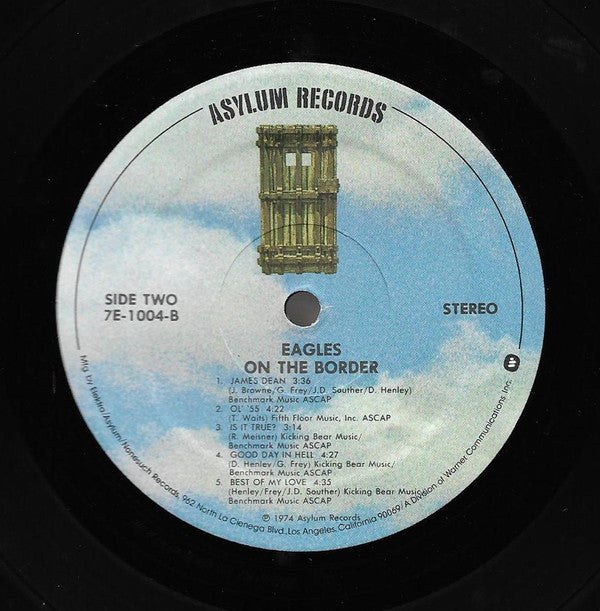 ASYLUM RECORDS
SIDE TWO
7E-1004-B
STEREO
EAGLES
ON THE BORDER
1. JAMES DEAN 3:36
(J. Browne/G. Frey/J.D. Souther/D. Henley)
Benchmark Music ASCAP
2. OL' '55 4:22
(T. Waits) Fifth Floor Music, Inc. ASCAP
3. IS IT TRUE? 3:14
(R. Meisner) Kicking Bear Music/
Benchmark Music ASCAP
4. GOOD DAY IN HELL 4:27
(D. Henley/G. Frey) Kicking Bear Music/
Benchmark Music ASCAP
5. BEST OF MY LOVE 4:35
(Henley/Frey/J.D. Souther) Kicking Bear Music/
Benchmark Music ASCAP
℗ 1974 Asylum Records
Mfg. by Elektra/Asylum/Nonesuch Records, 962 North La Cienega Blvd., Los Angeles, California 90069/A Division of Warner Communications, Inc.